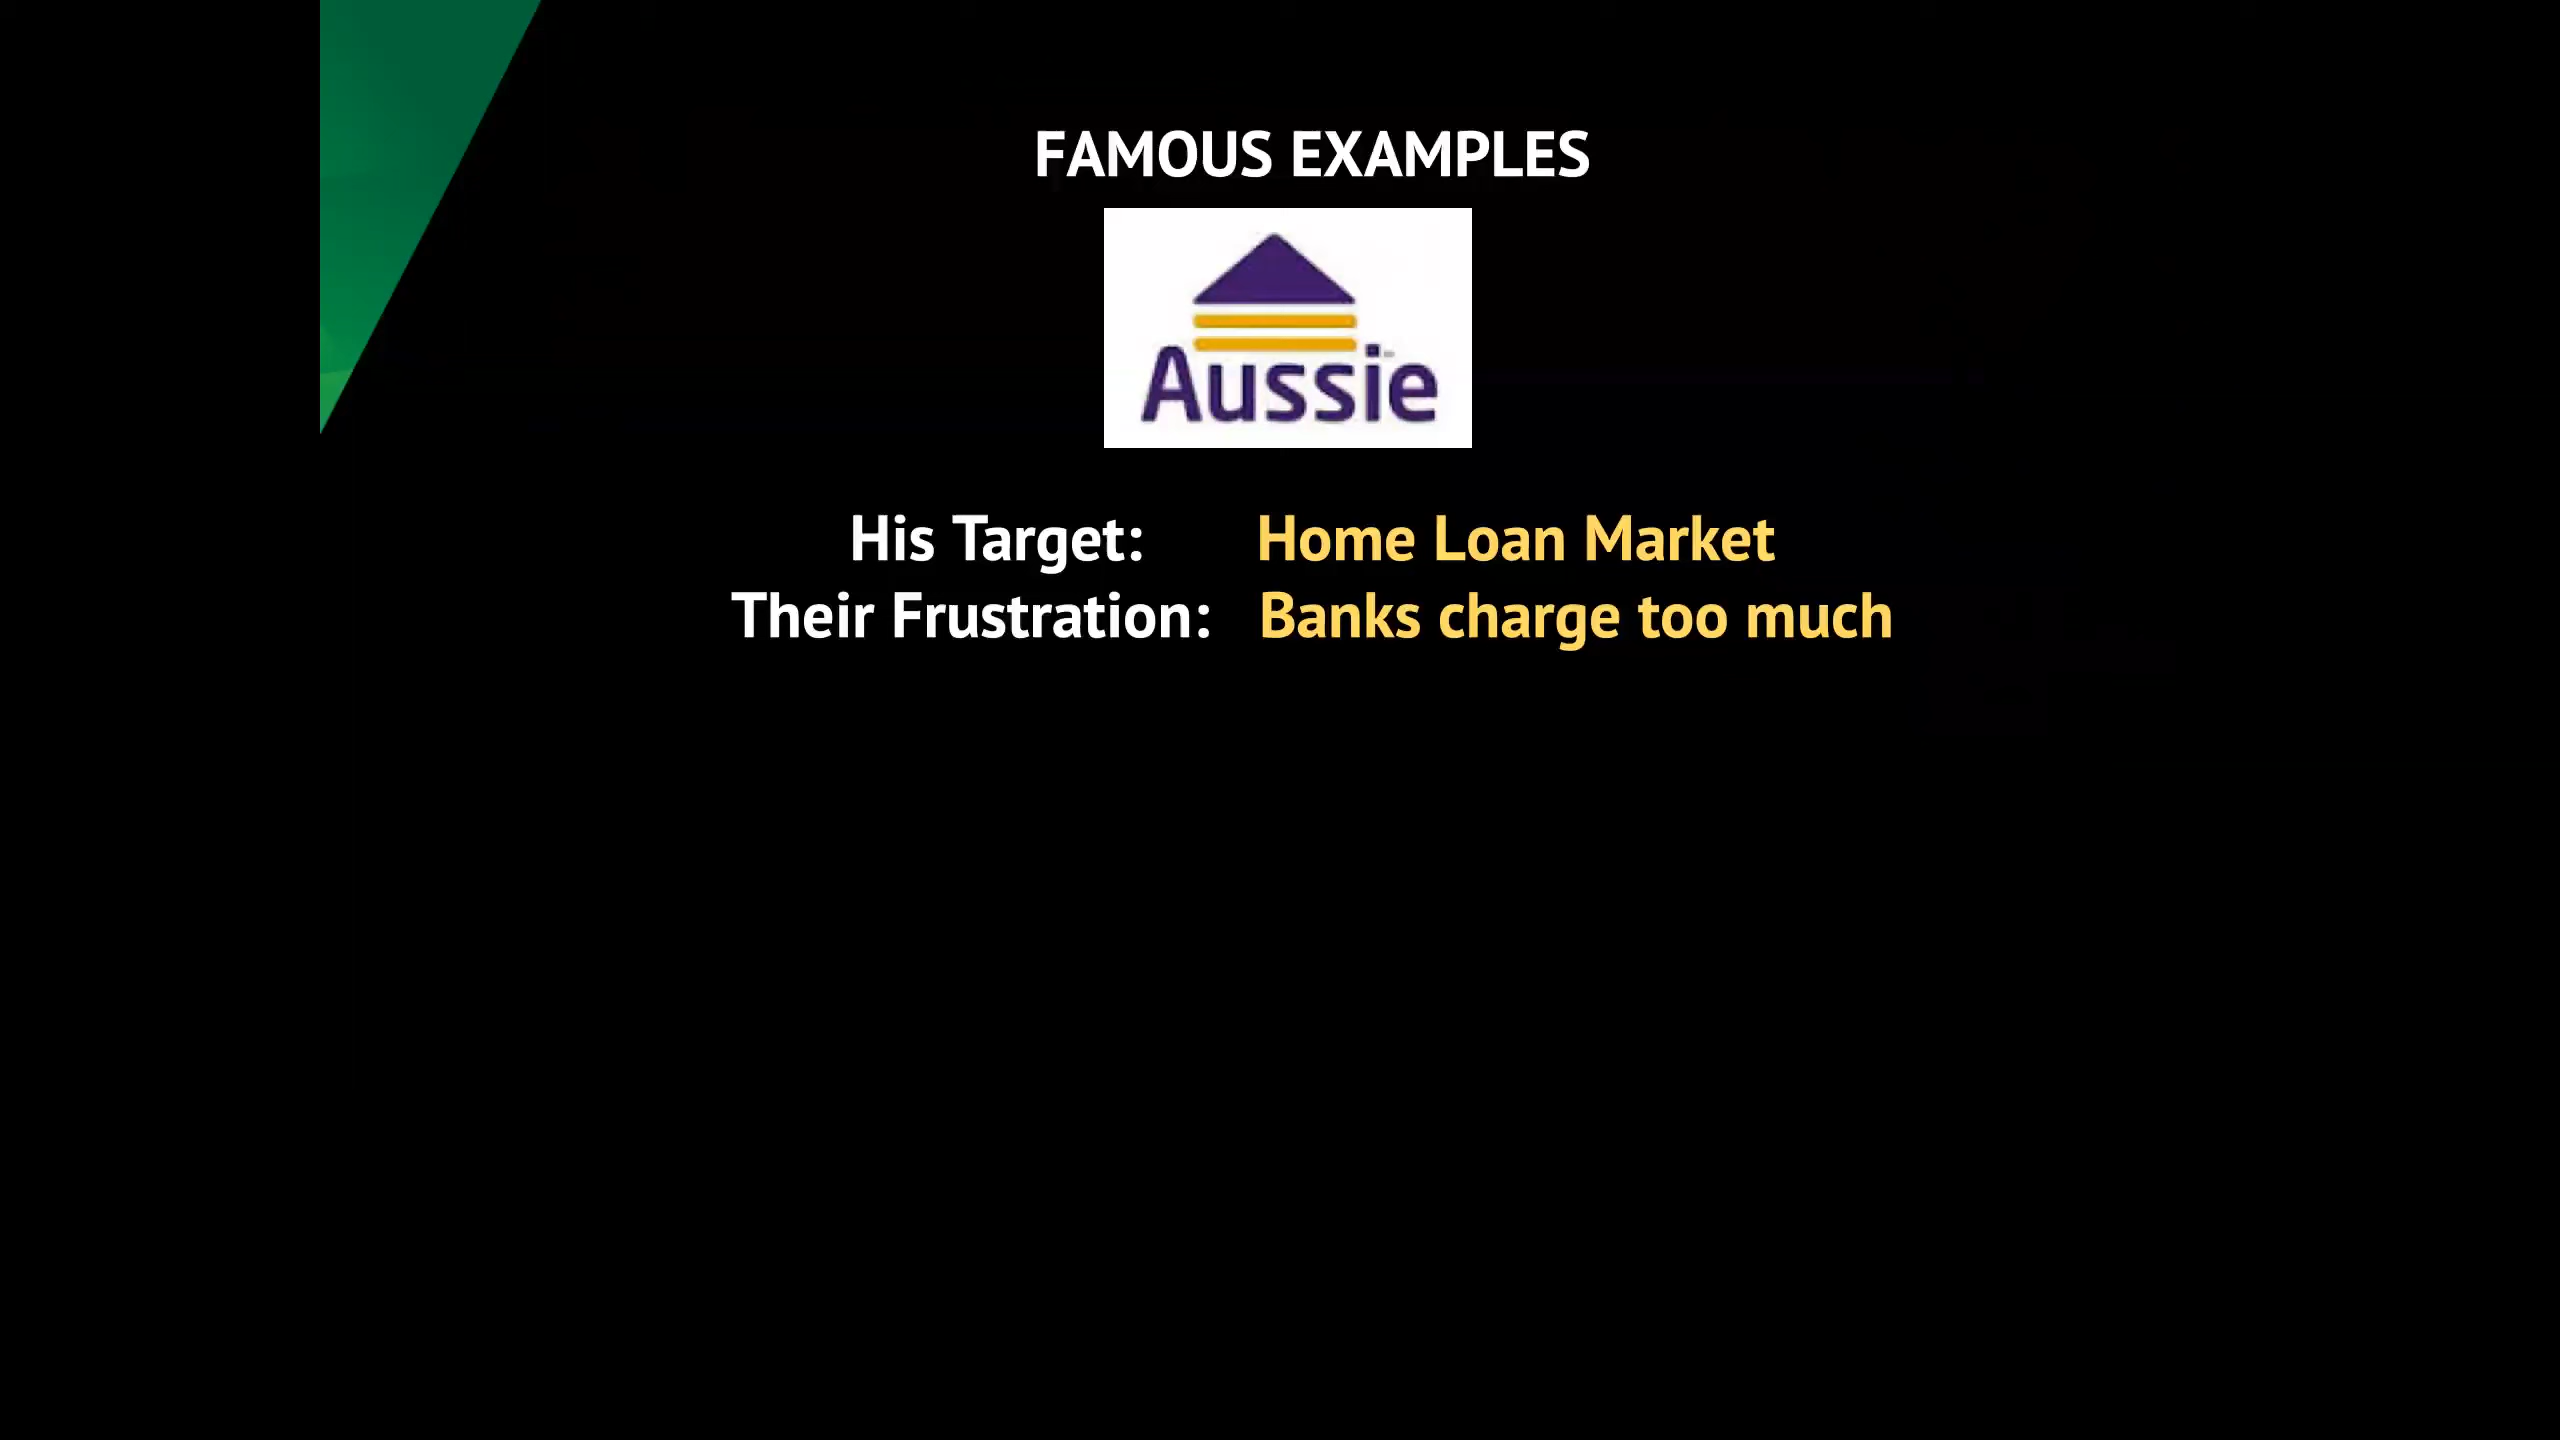 FAMOUS EXAMPLES
Aussie
His Target: Home Loan Market
Their Frustration: Banks charge too much